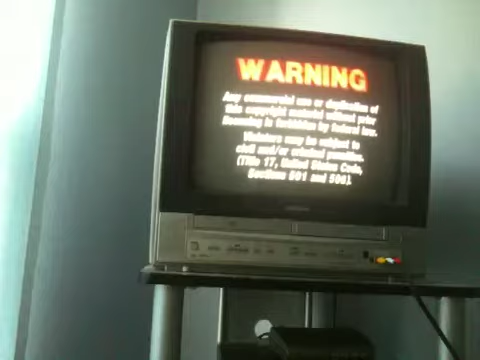 WARNING
Any commercial use or duplication of
this copyright material without prior
licensing is prohibited by federal law.
Violators may be subject to
civil and/or criminal penalties.
(Title 17, United States Code,
Sections 501 and 506).